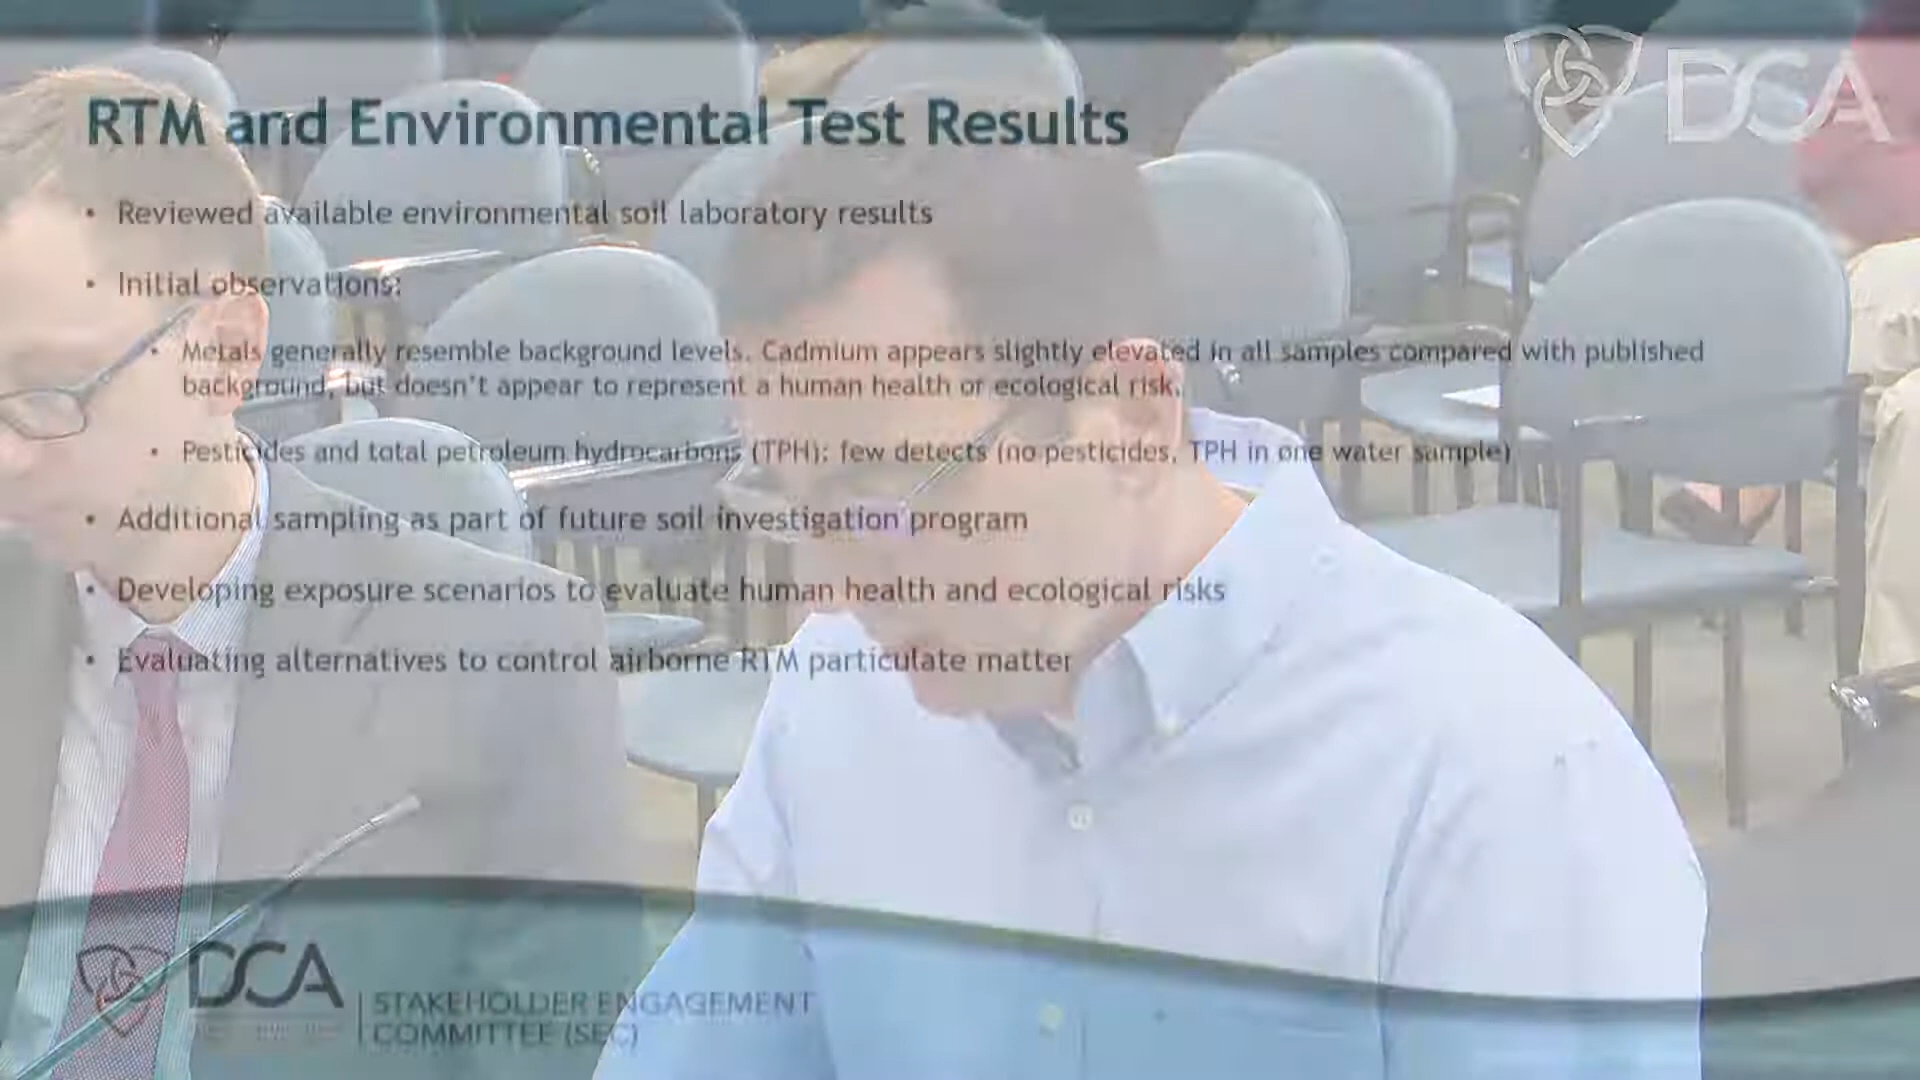 DSA
RTM and Environmental Test Results
• Reviewed available environmental soil laboratory results
• Initial observations:
• Metals generally resemble background levels. Cadmium appears slightly elevated in all samples compared with published
background, but doesn't appear to represent a human health or ecological risk.
• Pesticides and total petroleum hydrocarbons (TPH): few detects (no pesticides, TPH in one water sample)
• Additional sampling as part of future soil investigation program
• Developing exposure scenarios to evaluate human health and ecological risks
• Evaluating alternatives to control airborne RTM particulate matter
DCA
STAKEHOLDER ENGAGEMENT
COMMITTEE (SEC)